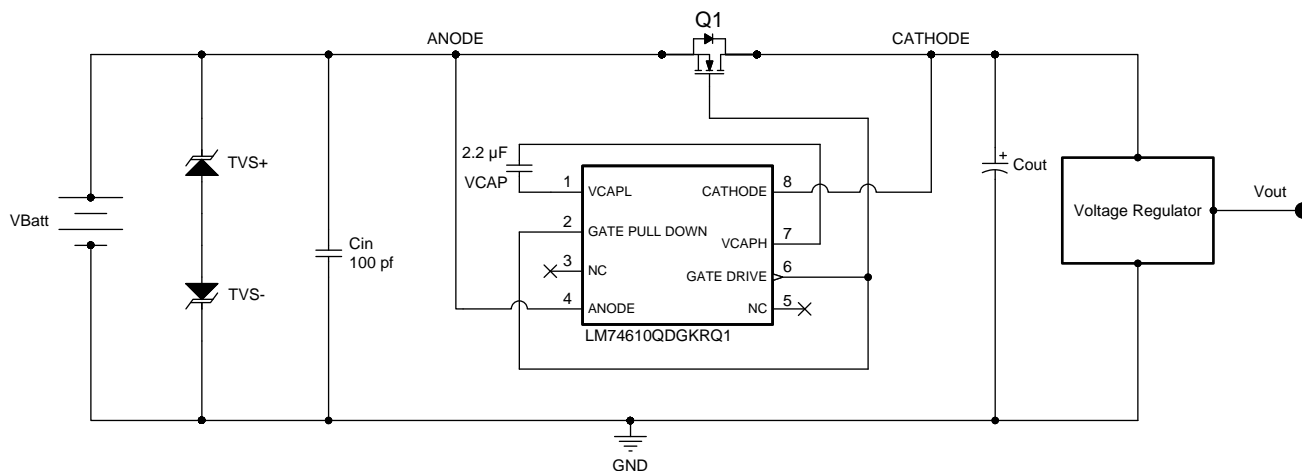 Q1
ANODE
CATHODE
TVS+
2.2 µF
VCAP
1
VCAPL
CATHODE
8
+
Cout
Vout
VBatt
2
GATE PULL DOWN
VCAPH
7
Voltage Regulator
Cin
100 pf
3
NC
GATE DRIVE
6
TVS-
4
ANODE
NC
5
LM74610QDGKRQ1
GND